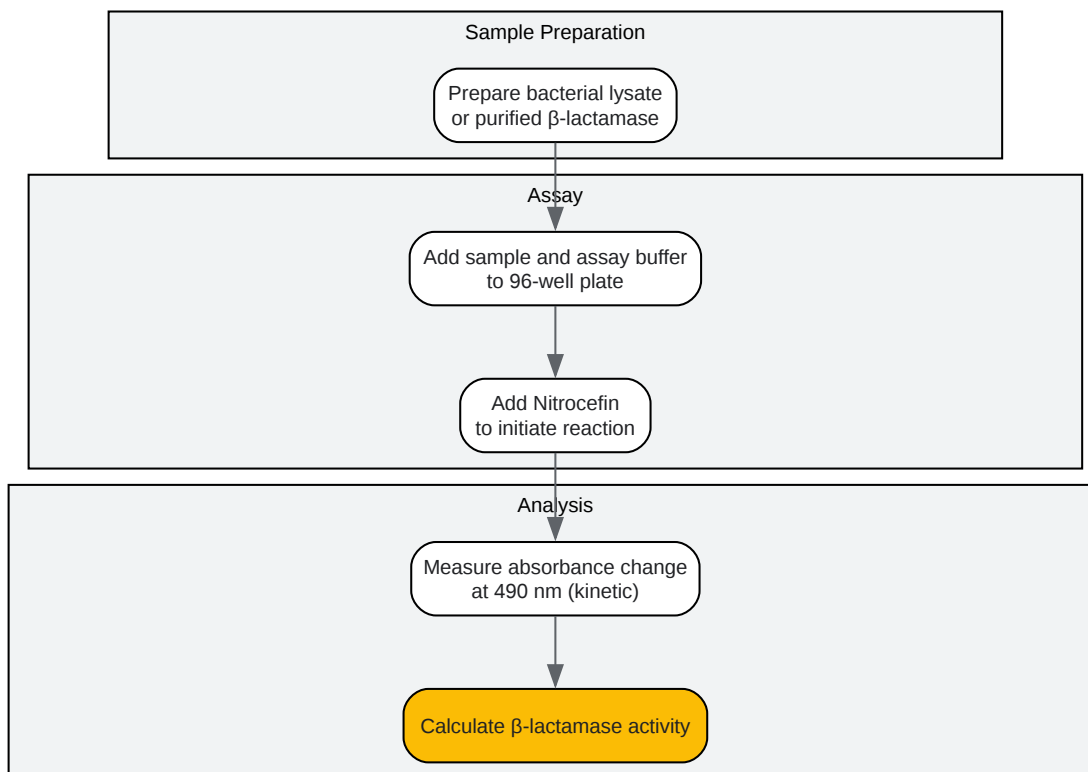 Sample Preparation
Prepare bacterial lysate
or purified β-lactamase
Assay
Add sample and assay buffer
to 96-well plate
Add Nitrocefin
to initiate reaction
Analysis
Measure absorbance change
at 490 nm (kinetic)
Calculate β-lactamase activity